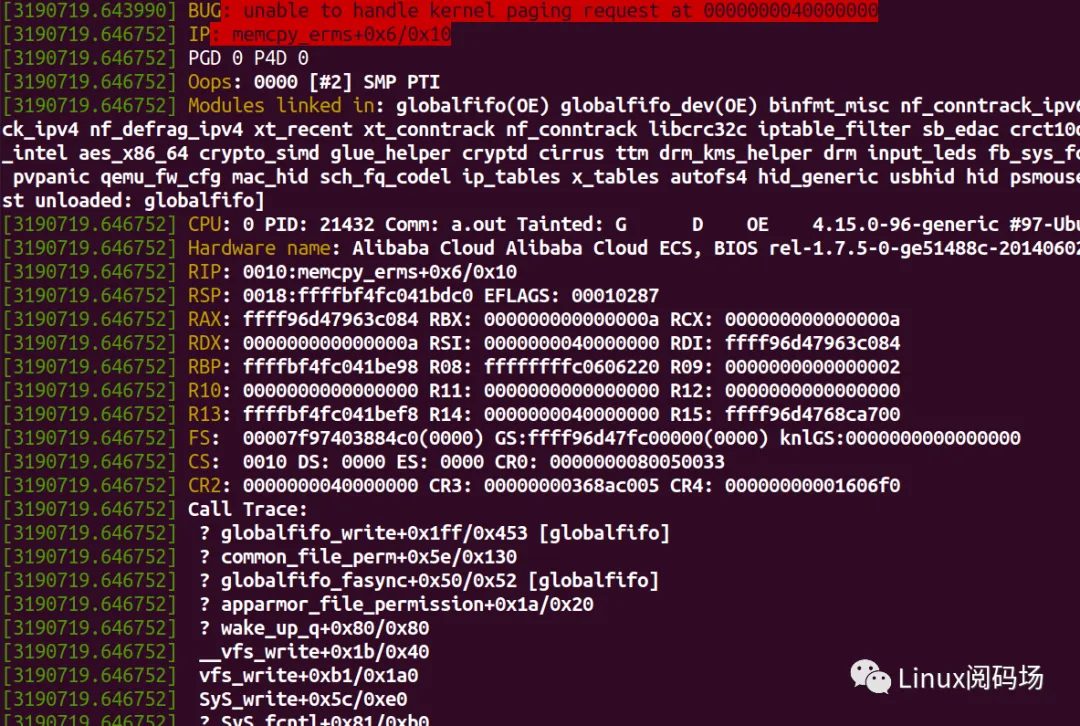 [3190719.643990] BUG: unable to handle kernel paging request at 0000000040000000
[3190719.646752] IP: memcpy_erms+0x6/0x10
[3190719.646752] PGD 0 P4D 0
[3190719.646752] Oops: 0000 [#2] SMP PTI
[3190719.646752] Modules linked in: globalfifo(OE) globalfifo_dev(OE) binfmt_misc nf_conntrack_ipv6
ck_ipv4 nf_defrag_ipv4 xt_recent xt_conntrack nf_conntrack libcrc32c iptable_filter sb_edac crct10d
_intel aes_x86_64 crypto_simd glue_helper cryptd cirrus ttm drm_kms_helper drm input_leds fb_sys_fo
pvpanic qemu_fw_cfg mac_hid sch_fq_codel ip_tables x_tables autofs4 hid_generic usbhid hid psmouse
st unloaded: globalfifo]
[3190719.646752] CPU: 0 PID: 21432 Comm: a.out Tainted: G D OE 4.15.0-96-generic #97-Ubu
[3190719.646752] Hardware name: Alibaba Cloud Alibaba Cloud ECS, BIOS rel-1.7.5-0-ge51488c-20140602
[3190719.646752] RIP: 0010:memcpy_erms+0x6/0x10
[3190719.646752] RSP: 0018:ffffbf4fc041bdc0 EFLAGS: 00010287
[3190719.646752] RAX: ffff96d47963c084 RBX: 000000000000000a RCX: 000000000000000a
[3190719.646752] RDX: 000000000000000a RSI: 0000000040000000 RDI: ffff96d47963c084
[3190719.646752] RBP: ffffbf4fc041be98 R08: ffffffffc0606220 R09: 0000000000000002
[3190719.646752] R10: 0000000000000000 R11: 0000000000000000 R12: 0000000000000000
[3190719.646752] R13: ffffbf4fc041bef8 R14: 0000000040000000 R15: ffff96d4768ca700
[3190719.646752] FS: 00007f97403884c0(0000) GS:ffff96d47fc00000(0000) knlGS:0000000000000000
[3190719.646752] CS: 0010 DS: 0000 ES: 0000 CR0: 0000000080050033
[3190719.646752] CR2: 0000000040000000 CR3: 00000000368ac005 CR4: 00000000001606f0
[3190719.646752] Call Trace:
[3190719.646752] ? globalfifo_write+0x1ff/0x453 [globalfifo]
[3190719.646752] ? common_file_perm+0x5e/0x130
[3190719.646752] ? globalfifo_fasync+0x50/0x52 [globalfifo]
[3190719.646752] ? apparmor_file_permission+0x1a/0x20
[3190719.646752] ? wake_up_q+0x80/0x80
[3190719.646752] __vfs_write+0x1b/0x40
[3190719.646752] vfs_write+0xb1/0x1a0
[3190719.646752] SyS_write+0x5c/0xe0
[3190719.646752] ? SyS_fcntl+0x81/0xb0
Linux阅码场